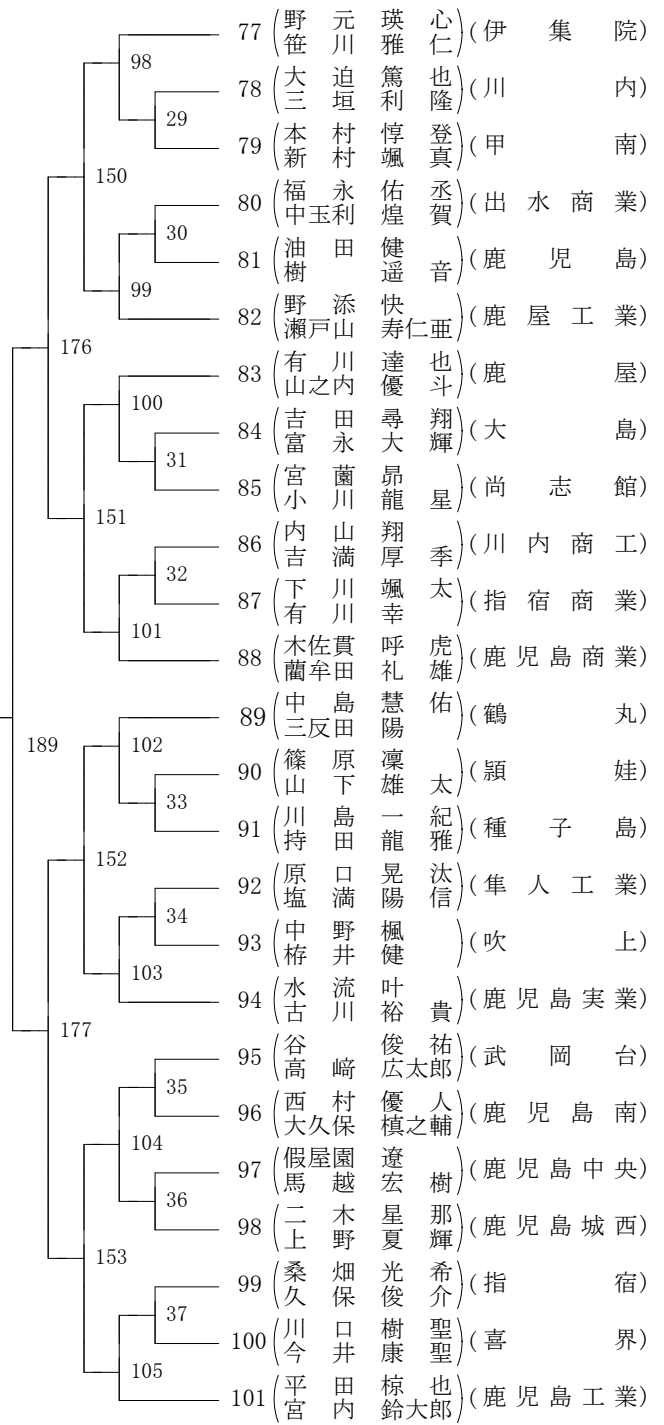 77 野元瑛心 笹川雅仁 (伊集院)
98
78 大迫篤也 三垣利隆 (川内)
29
79 本村惇登 新村颯真 (甲南)
150
80 福永佑丞 中玉利煌賀 (出水商業)
30
81 油田健 樹遥音 (鹿児島)
99
82 野添快 瀬戸山寿仁亜 (鹿屋工業)
176
83 有川達也 山之内優斗 (鹿屋)
100
84 吉田尋翔 富永大輝 (大島)
31
85 宮薗昴 小川龍星 (尚志館)
151
86 内山翔 吉満厚季 (川内商工)
32
87 下川颯太 有川幸 (指宿商業)
101
88 木佐貫呼虎 藺牟田礼雄 (鹿児島商業)
189
89 中島慧佑 三反田陽 (鶴丸)
102
90 篠原凜 山下雄太 (頴娃)
33
91 川島一紀 持田龍雅 (種子島)
152
92 原口晃汰 塩満陽信 (隼人工業)
34
93 中野楓 栫井健 (吹上)
103
94 水流叶 古川裕貴 (鹿児島実業)
177
95 谷俊祐 高﨑広太郎 (武岡台)
35
96 西村優人 大久保槙之輔 (鹿児島南)
104
97 假屋園遼 馬越宏樹 (鹿児島中央)
36
98 二木星那 上野夏輝 (鹿児島城西)
153
99 桑畑光希 久保俊介 (指宿)
37
100 川口樹聖 今井康聖 (喜界)
105
101 平田椋也 宮内鈴太郎 (鹿児島工業)